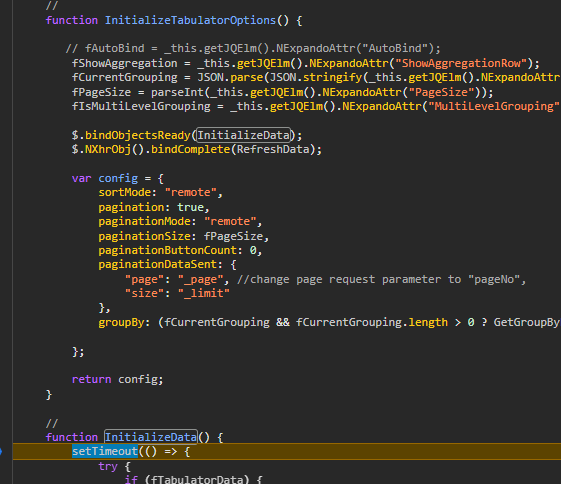 //
function InitializeTabulatorOptions() {
// fAutoBind = _this.getJQElm().NExpandoAttr("AutoBind");
fShowAggregation = _this.getJQElm().NExpandoAttr("ShowAggregationRow");
fCurrentGrouping = JSON.parse(JSON.stringify(_this.getJQElm().NExpandoAttr
fPageSize = parseInt(_this.getJQElm().NExpandoAttr("PageSize"));
fIsMultiLevelGrouping = _this.getJQElm().NExpandoAttr("MultiLevelGrouping"
$.bindObjectsReady(InitializeData);
$.NXhrObj().bindComplete(RefreshData);
var config = {
sortMode: "remote",
pagination: true,
paginationMode: "remote",
paginationSize: fPageSize,
paginationButtonCount: 0,
paginationDataSent: {
"page": "_page", //change page request parameter to "pageNo",
"size": "_limit"
},
groupBy: (fCurrentGrouping && fCurrentGrouping.length > 0 ? GetGroupBy
};
return config;
}
//
function InitializeData() {
setTimeout(() => {
try {
if (fTabulatorData) {